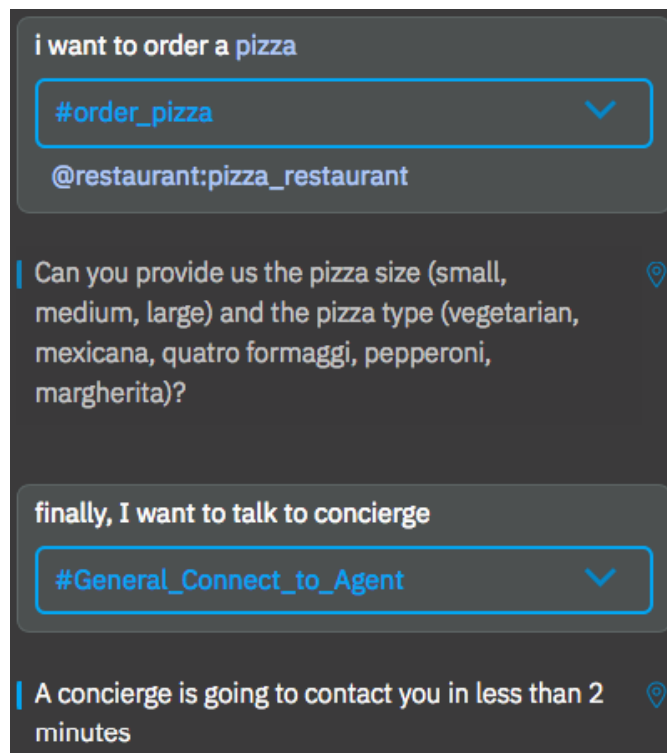 i want to order a pizza
#order_pizza
@restaurant:pizza_restaurant
Can you provide us the pizza size (small,
medium, large) and the pizza type (vegetarian,
mexicana, quatro formaggi, pepperoni,
margherita)?
finally, I want to talk to concierge
#General_Connect_to_Agent
A concierge is going to contact you in less than 2
minutes